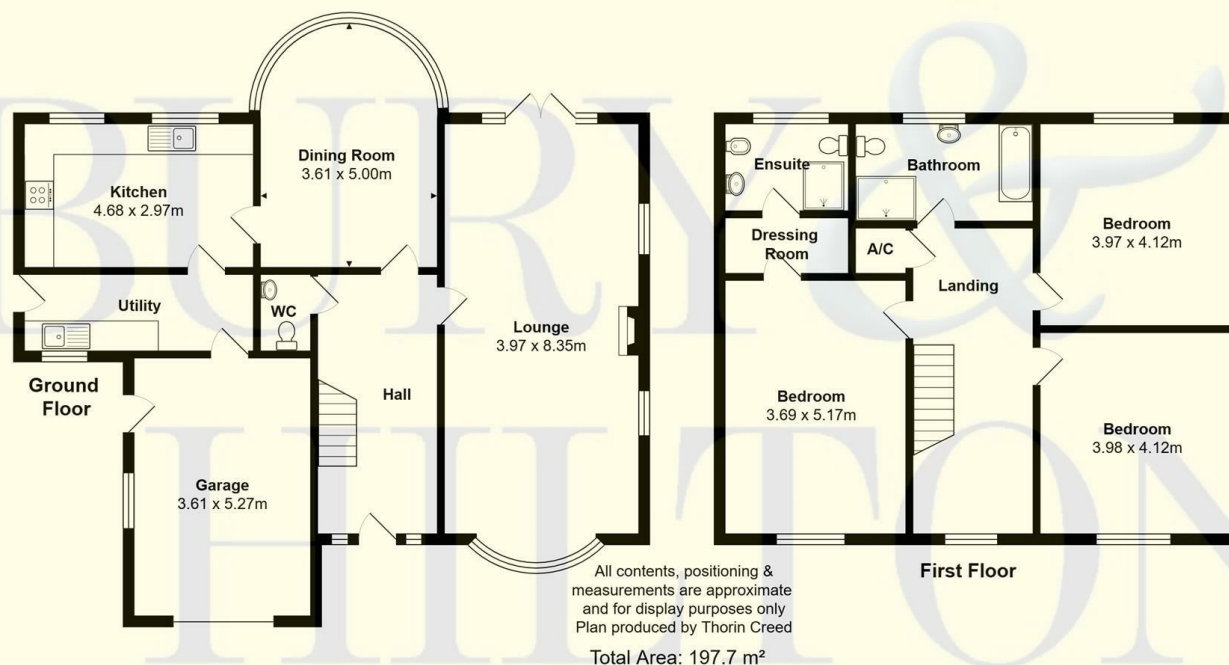 BURY &
HILTON
Kitchen
4.68 x 2.97m
Dining Room
3.61 x 5.00m
Utility
WC
Lounge
3.97 x 8.35m
Hall
Ground
Floor
Garage
3.61 x 5.27m
Ensuite
Bathroom
Dressing
Room
A/C
Landing
Bedroom
3.97 x 4.12m
Bedroom
3.69 x 5.17m
Bedroom
3.98 x 4.12m
First Floor
All contents, positioning &
measurements are approximate
and for display purposes only
Plan produced by Thorin Creed
Total Area: 197.7 m²